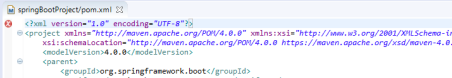 springBootProject/pom.xml
<?xml version="1.0" encoding="UTF-8"?>
<project xmlns="http://maven.apache.org/POM/4.0.0" xmlns:xsi="http://www.w3.org/2001/XMLSchema-in
xsi:schemaLocation="http://maven.apache.org/POM/4.0.0 https://maven.apache.org/xsd/maven-4.0.
<modelVersion>4.0.0</modelVersion>
<parent>
<groupId>org.springframework.boot</groupId>